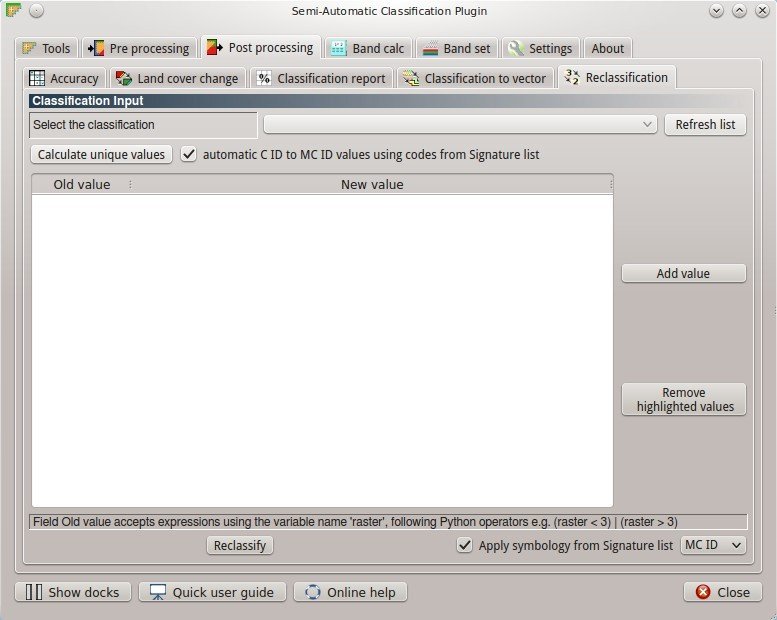 Semi-Automatic Classification Plugin
Tools Pre processing Post processing Band calc Band set Settings About
Accuracy Land cover change Classification report Classification to vector Reclassification
Classification Input
Select the classification Refresh list
Calculate unique values automatic C ID to MC ID values using codes from Signature list
Old value New value
Add value
Remove
highlighted values
Field Old value accepts expressions using the variable name 'raster', following Python operators e.g. (raster < 3) | (raster > 3)
Reclassify Apply symbology from Signature list MC ID
Show docks Quick user guide Online help Close